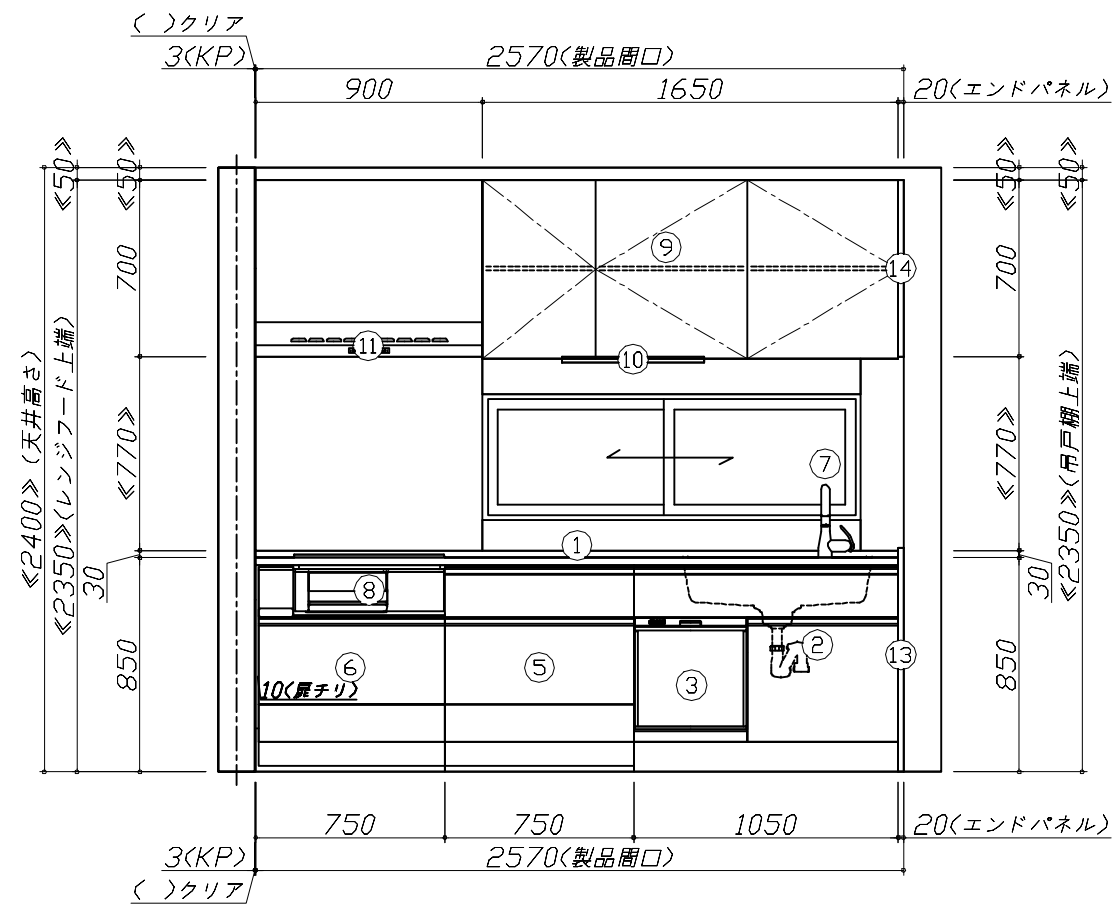 ( )クリア
3(KP)
2570(製品間口)
900
1650
20(エンドパネル)
≪50≫
≪50≫
≪50≫
≪50≫
700
700
9
14
11
10
≪2400≫(天井高さ)
≪2350≫(レンジフード上端)
≪770≫
≪770≫
≪2350≫(吊戸棚上端)
7
1
30
30
8
2
13
6
5
3
850
850
10(扉チリ)
750
750
1050
20(エンドパネル)
3(KP)
2570(製品間口)
( )クリア